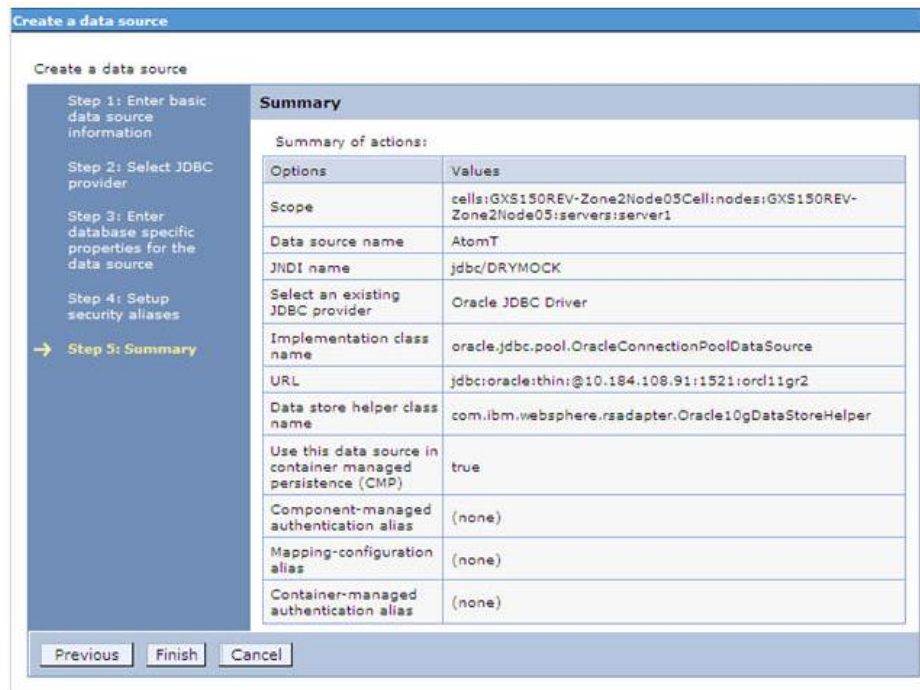 Create a data source
Create a data source
Step 1: Enter basic
data source
information
Step 2: Select JDBC
provider
Step 3: Enter
database specific
properties for the
data source
Step 4: Setup
security aliases
Step 5: Summary
Summary
Summary of actions:
Options Values
Scope cells:GXS150REV-Zone2Node05Cell:nodes:GXS150REV-
Zone2Node05:servers:server1
Data source name AtomT
JNDI name jdbc/DRYMOCK
Select an existing
JDBC provider Oracle JDBC Driver
Implementation class
name oracle.jdbc.pool.OracleConnectionPoolDataSource
URL jdbc:oracle:thin:@10.184.108.91:1521:orcl11gr2
Data store helper class
name com.ibm.websphere.rsadapter.Oracle10gDataStoreHelper
Use this data source in
container managed
persistence (CMP) true
Component-managed
authentication alias (none)
Mapping-configuration
alias (none)
Container-managed
authentication alias (none)
Previous Finish Cancel